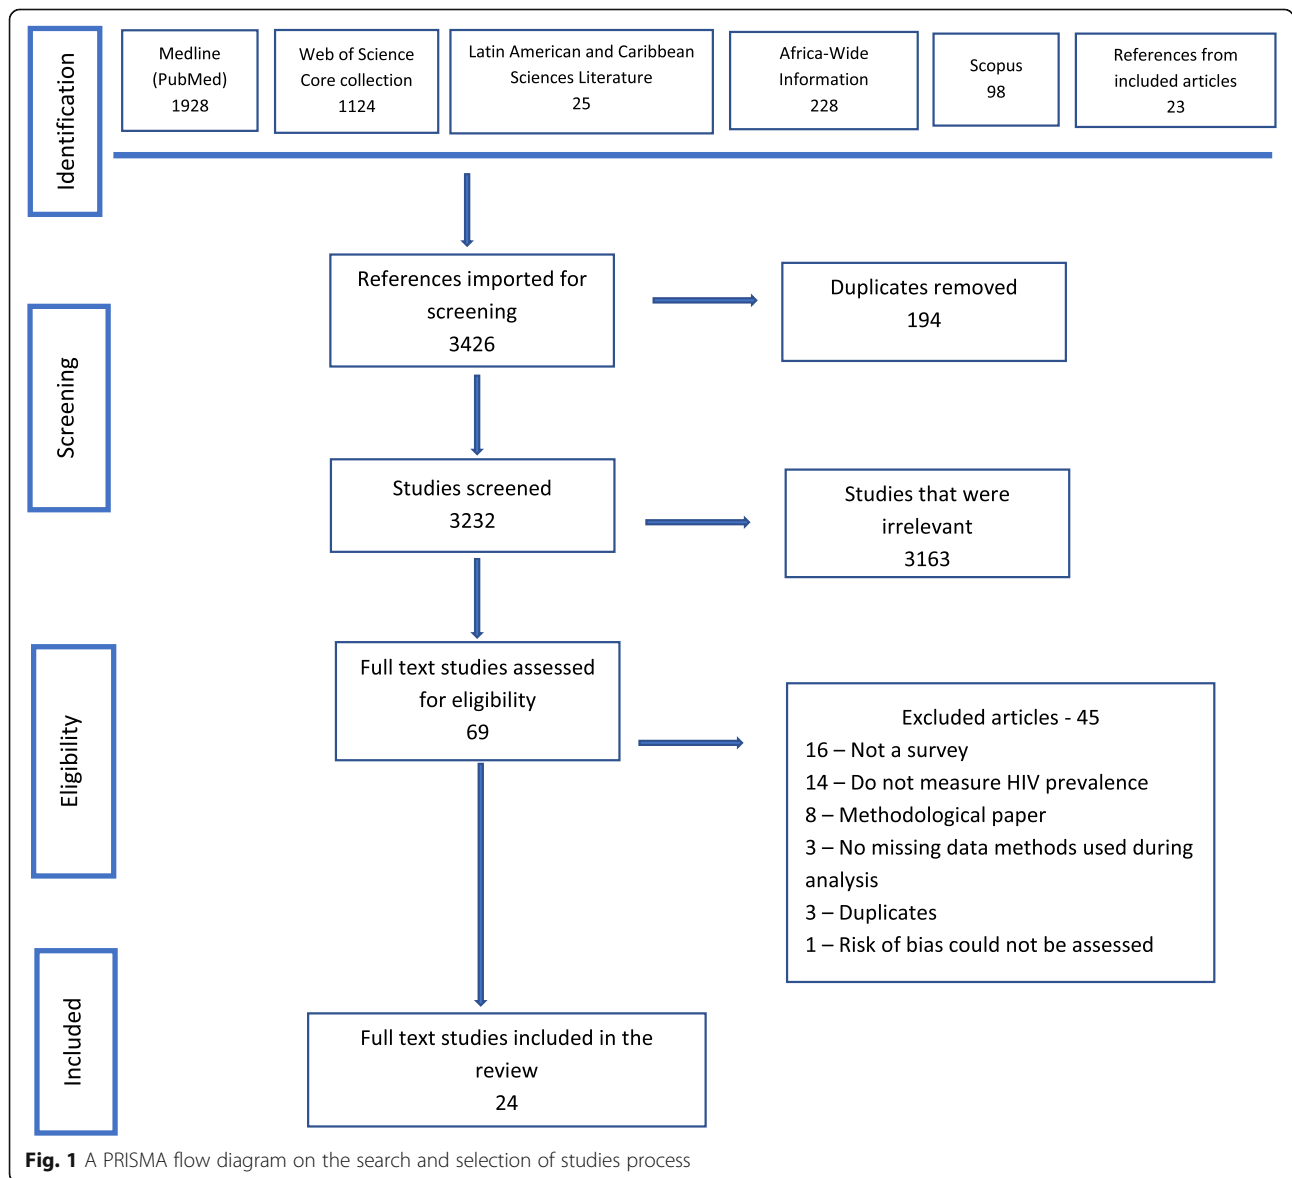 Identification
Medline
(PubMed)
1928
Web of Science
Core collection
1124
Latin American and Caribbean
Sciences Literature
25
Africa-Wide
Information
228
Scopus
98
References from
included articles
23
Screening
References imported for
screening
3426
Duplicates removed
194
Studies screened
3232
Studies that were
irrelevant
3163
Eligibility
Full text studies assessed
for eligibility
69
Excluded articles - 45
16 – Not a survey
14 – Do not measure HIV prevalence
8 – Methodological paper
3 – No missing data methods used during
analysis
3 – Duplicates
1 – Risk of bias could not be assessed
Included
Full text studies included in the
review
24
Fig. 1 A PRISMA flow diagram on the search and selection of studies process